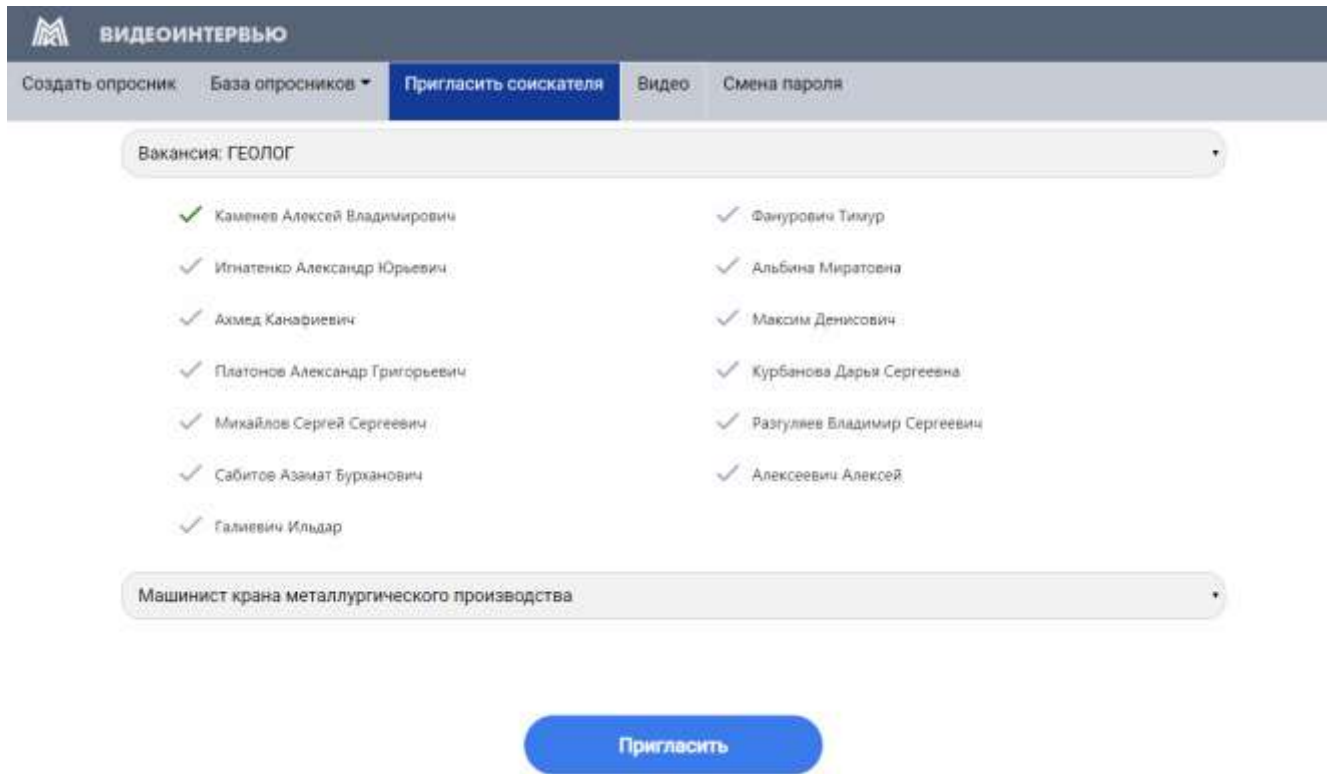 ВИДЕОИНТЕРВЬЮ
Создать опросник База опросников Пригласить соискателя Видео Смена пароля
Вакансия: ГЕОЛОГ
Каменев Алексей Владимирович
Фанурович Тимур
Игнатенко Александр Юрьевич
Альбина Миратовна
Ахмед Канафиевич
Максим Денисович
Платонов Александр Григорьевич
Курбанова Дарья Сергеевна
Михайлов Сергей Сергеевич
Разгуляев Владимир Сергеевич
Сабитов Азамат Бурханович
Алексеевич Алексей
Галиевич Ильдар
Машинист крана металлургического производства
Пригласить